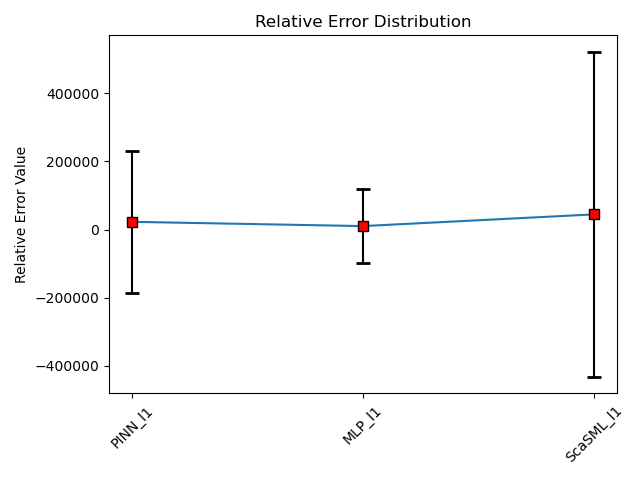 Relative Error Distribution
Relative Error Value
400000
200000
0
−200000
−400000
PINN_l1
MLP_l1
ScaSML_l1